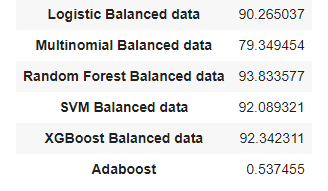 Logistic Balanced data 90.265037
Multinomial Balanced data 79.349454
Random Forest Balanced data 93.833577
SVM Balanced data 92.089321
XGBoost Balanced data 92.342311
Adaboost 0.537455